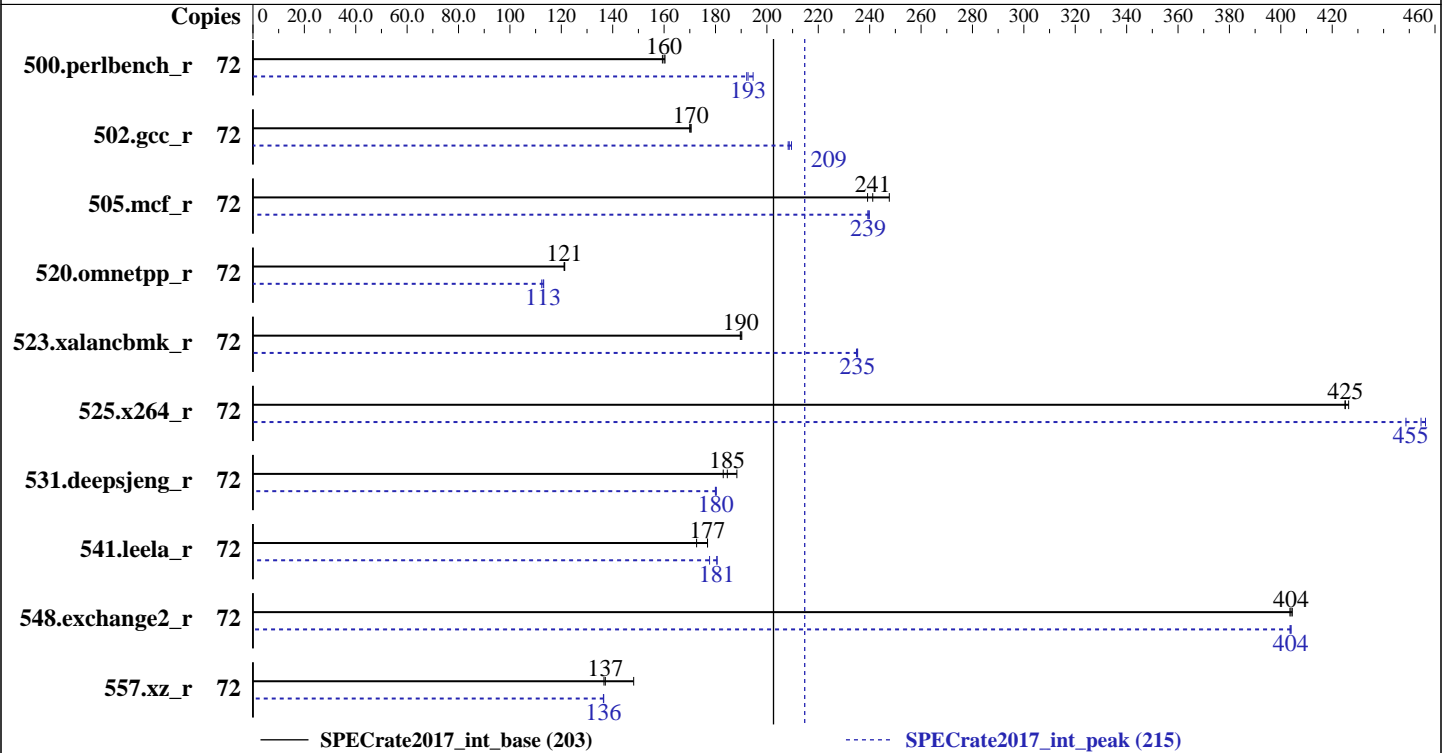 Copies 0 20.0 40.0 60.0 80.0 100 120 140 160 180 200 220 240 260 280 300 320 340 360 380 400 420 460
500.perlbench_r 72 160
193
502.gcc_r 72 170
209
505.mcf_r 72 241
239
520.omnetpp_r 72 121
113
523.xalancbmk_r 72 190
235
525.x264_r 72 425
455
531.deepsjeng_r 72 185
180
541.leela_r 72 177
181
548.exchange2_r 72 404
404
557.xz_r 72 137
136
SPECrate2017_int_base (203) SPECrate2017_int_peak (215)